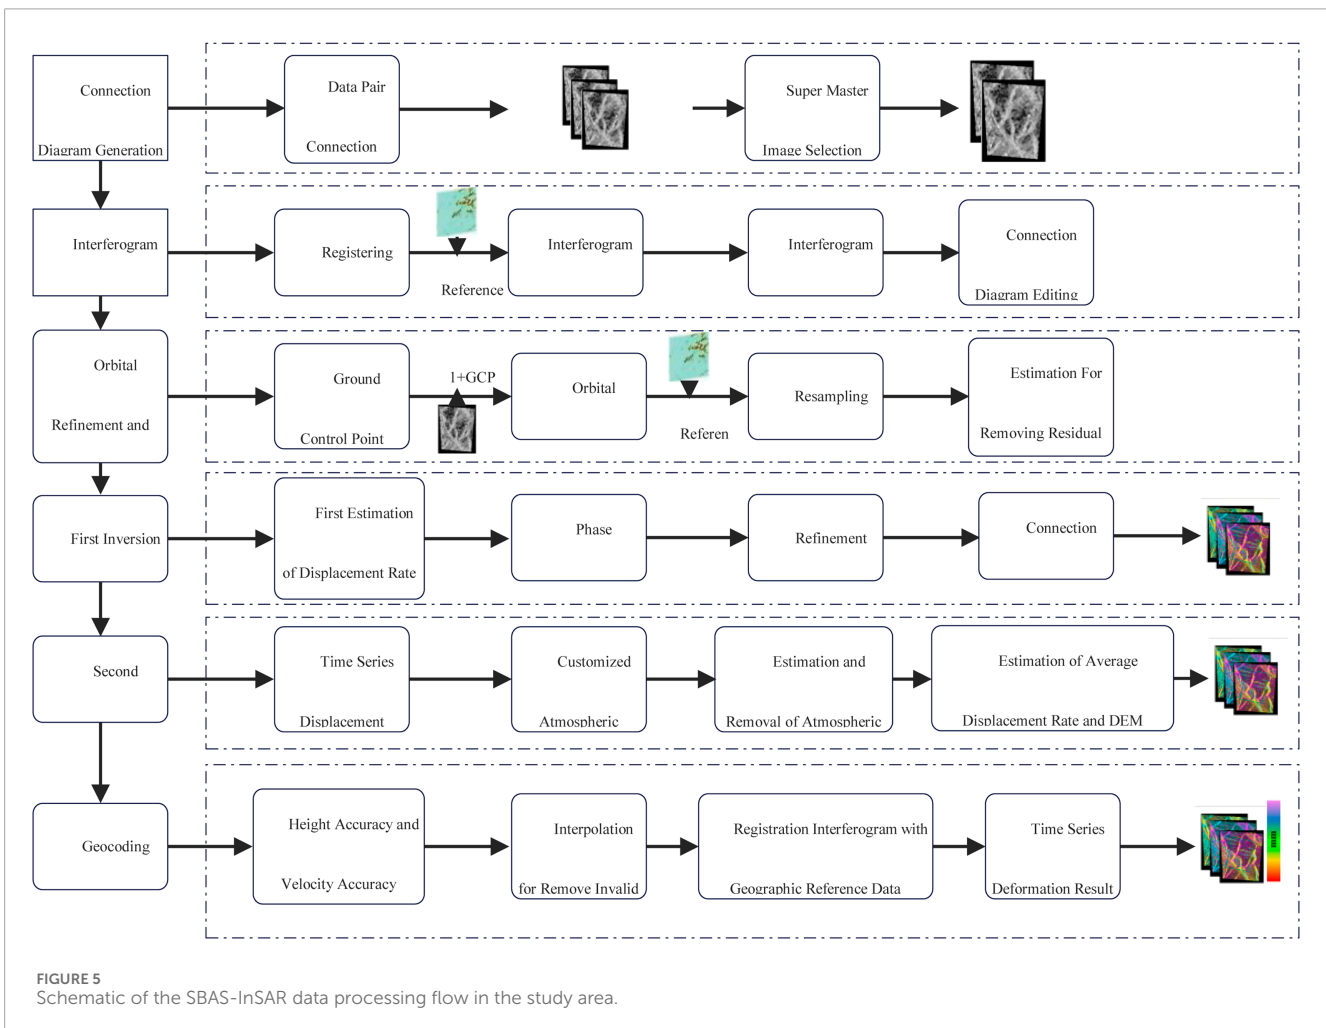 Connection
Diagram Generation
Data Pair
Connection
Super Master
Image Selection
Interferogram
Registering
Reference
Interferogram
Interferogram
Connection
Diagram Editing
Orbital
Refinement and
Ground
Control Point
1+GCP
Orbital
Referen
Resampling
Estimation For
Removing Residual
First Inversion
First Estimation
of Displacement Rate
Phase
Refinement
Connection
Second
Time Series
Displacement
Customized
Atmospheric
Estimation and
Removal of Atmospheric
Estimation of Average
Displacement Rate and DEM
Geocoding
Height Accuracy and
Velocity Accuracy
Interpolation
for Remove Invalid
Registration Interferogram with
Geographic Reference Data
Time Series
Deformation Result
FIGURE 5
Schematic of the SBAS-InSAR data processing flow in the study area.